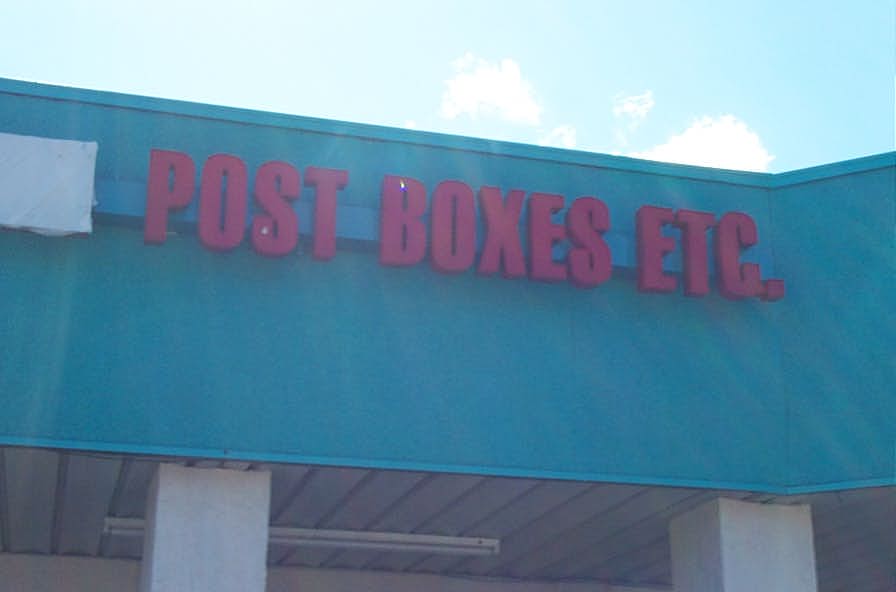 POST BOXES ETC.